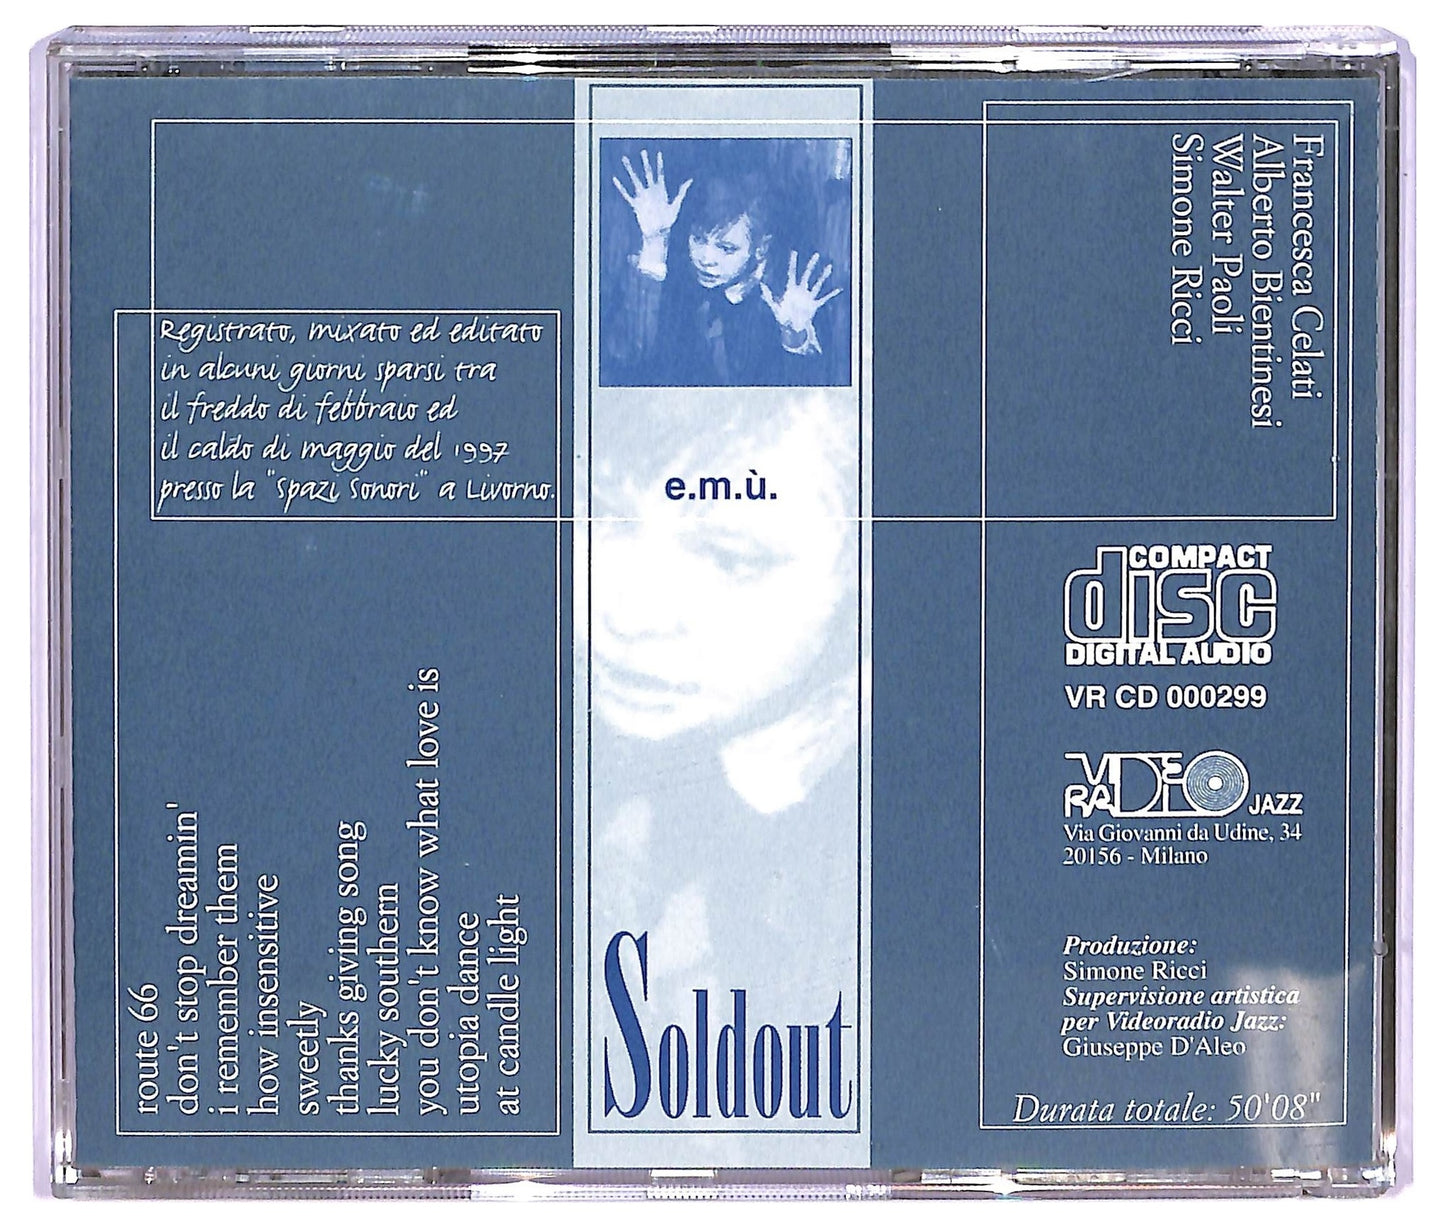 Registrato, mixato ed editato
in alcuni giorni sparsi tra
il freddo di febbraio ed
il caldo di maggio del 1997
presso la "Spazi Sonori" a Livorno.
route 66
don't stop dreamin'
i remember them
how insensitive
sweetly
thanks giving song
lucky southern
you don't know what love is
utopia dance
at candle light
e.m.ù.
Soldout
Francesca Gelati
Alberto Bientinesi
Walter Paoli
Simone Ricci
COMPACT
disc
DIGITAL AUDIO
VR CD 000299
VIDEO
RADIO JAZZ
Via Giovanni da Udine, 34
20156 - Milano
Produzione:
Simone Ricci
Supervisione artistica
per Videoradio Jazz:
Giuseppe D'Aleo
Durata totale: 50'08"